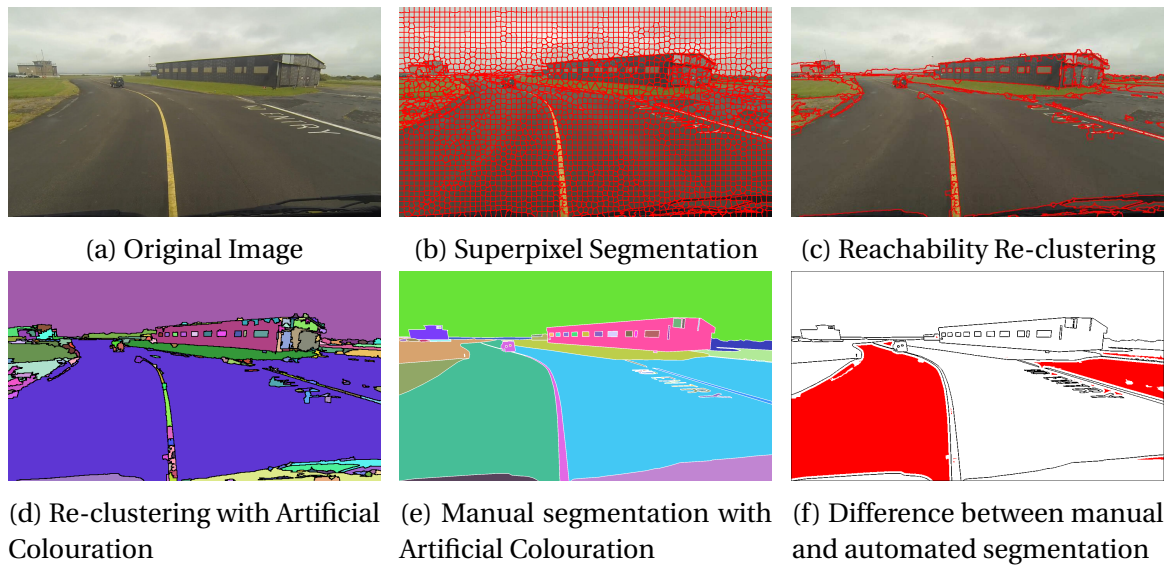 ENTRY
(a) Original Image
(b) Superpixel Segmentation
(c) Reachability Re-clustering
(d) Re-clustering with Artificial
Colouration
(e) Manual segmentation with
Artificial Colouration
(f) Difference between manual
and automated segmentation